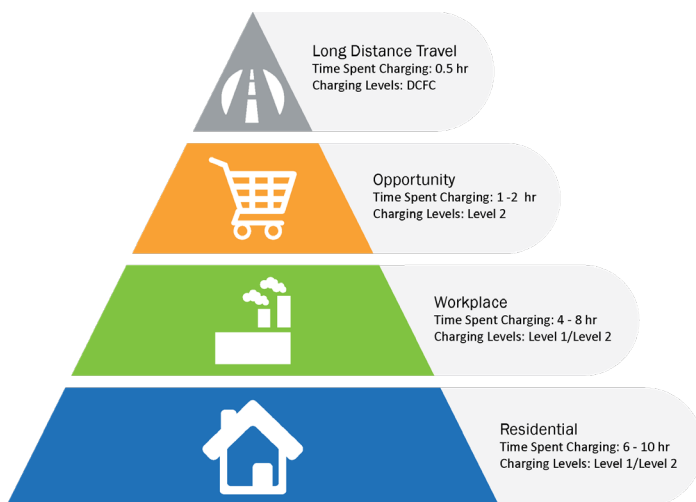 Long Distance Travel
Time Spent Charging: 0.5 hr
Charging Levels: DCFC
Opportunity
Time Spent Charging: 1 -2  hr
Charging Levels: Level 2
Workplace
Time Spent Charging: 4 - 8 hr
Charging Levels: Level 1/Level 2
Residential
Time Spent Charging: 6 - 10 hr
Charging Levels: Level 1/Level 2